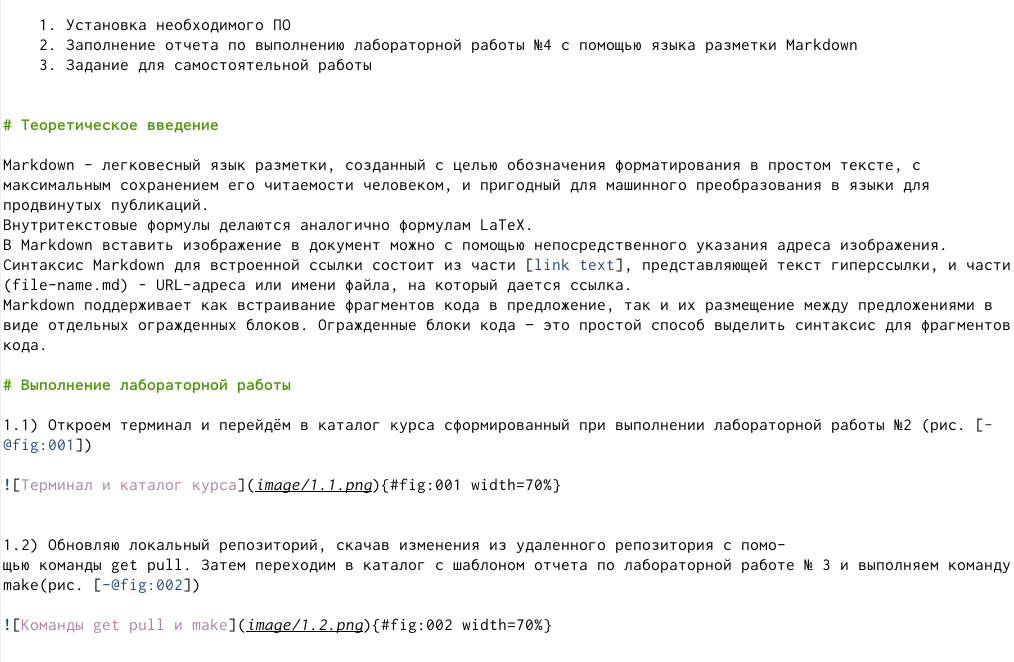 1. Установка необходимого ПО
2. Заполнение отчета по выполнению лабораторной работы №4 с помощью языка разметки Markdown
3. Задание для самостоятельной работы
# Теоретическое введение
Markdown - легковесный язык разметки, созданный с целью обозначения форматирования в простом тексте, с
максимальным сохранением его читаемости человеком, и пригодный для машинного преобразования в языки для
продвинутых публикаций.
Внутритекстовые формулы делаются аналогично формулам LaTeX.
В Markdown вставить изображение в документ можно с помощью непосредственного указания адреса изображения.
Синтаксис Markdown для встроенной ссылки состоит из части [link text], представляющей текст гиперссылки, и части
(file-name.md) - URL-адреса или имени файла, на который дается ссылка.
Markdown поддерживает как встраивание фрагментов кода в предложение, так и их размещение между предложениями в
виде отдельных огражденных блоков. Огражденные блоки кода — это простой способ выделить синтаксис для фрагментов
кода.
# Выполнение лабораторной работы
1.1) Откроем терминал и перейдём в каталог курса сформированный при выполнении лабораторной работы №2 (рис. [-
@fig:001])
![Терминал и каталог курса](image/1.1.png){#fig:001 width=70%}
1.2) Обновляю локальный репозиторий, скачав изменения из удаленного репозитория с помо-
щью команды get pull. Затем переходим в каталог с шаблоном отчета по лабораторной работе № 3 и выполняем команду
make(рис. [-@fig:002])
![Команды get pull и make](image/1.2.png){#fig:002 width=70%}